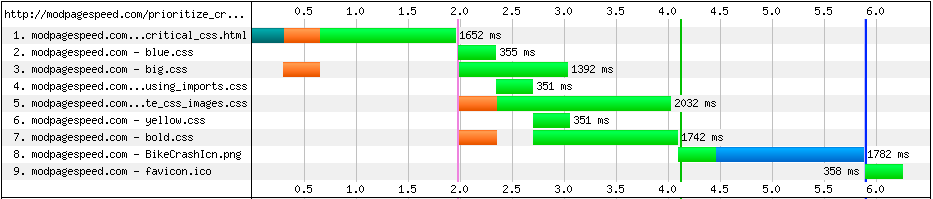 http://modpagespeed.com/prioritize_cr... 0.5 1.0 1.5 2.0 2.5 3.0 3.5 4.0 4.5 5.0 5.5 6.0
1. modpagespeed.com...critical_css.html 1652 ms
2. modpagespeed.com - blue.css 355 ms
3. modpagespeed.com - big.css 1392 ms
4. modpagespeed.com...using_imports.css 351 ms
5. modpagespeed.com...te_css_images.css 2032 ms
6. modpagespeed.com - yellow.css 351 ms
7. modpagespeed.com - bold.css 1742 ms
8. modpagespeed.com - BikeCrashIcn.png 1782 ms
9. modpagespeed.com - favicon.ico 358 ms
0.5 1.0 1.5 2.0 2.5 3.0 3.5 4.0 4.5 5.0 5.5 6.0